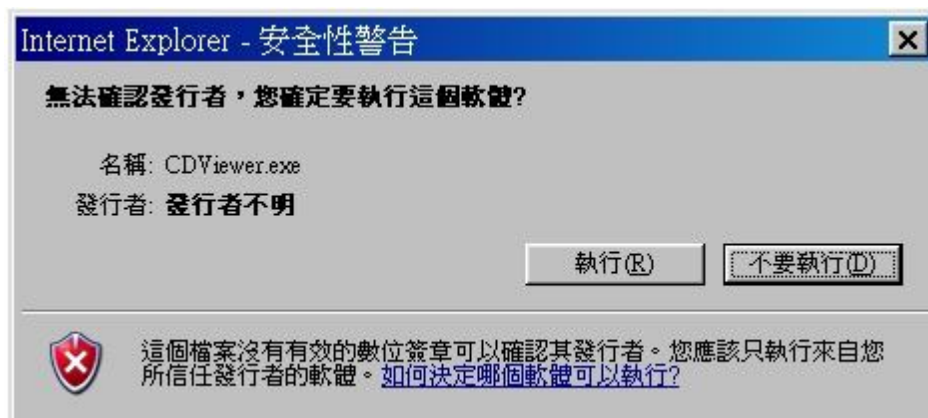 Internet Explorer - 安全性警告
無法確認發行者，您確定要執行這個軟體?
名稱: CDViewer.exe
發行者: 發行者不明
執行(R)
不要執行(D)
這個檔案沒有有效的數位簽章可以確認其發行者。您應該只執行來自您
所信任發行者的軟體。如何決定哪個軟體可以執行?